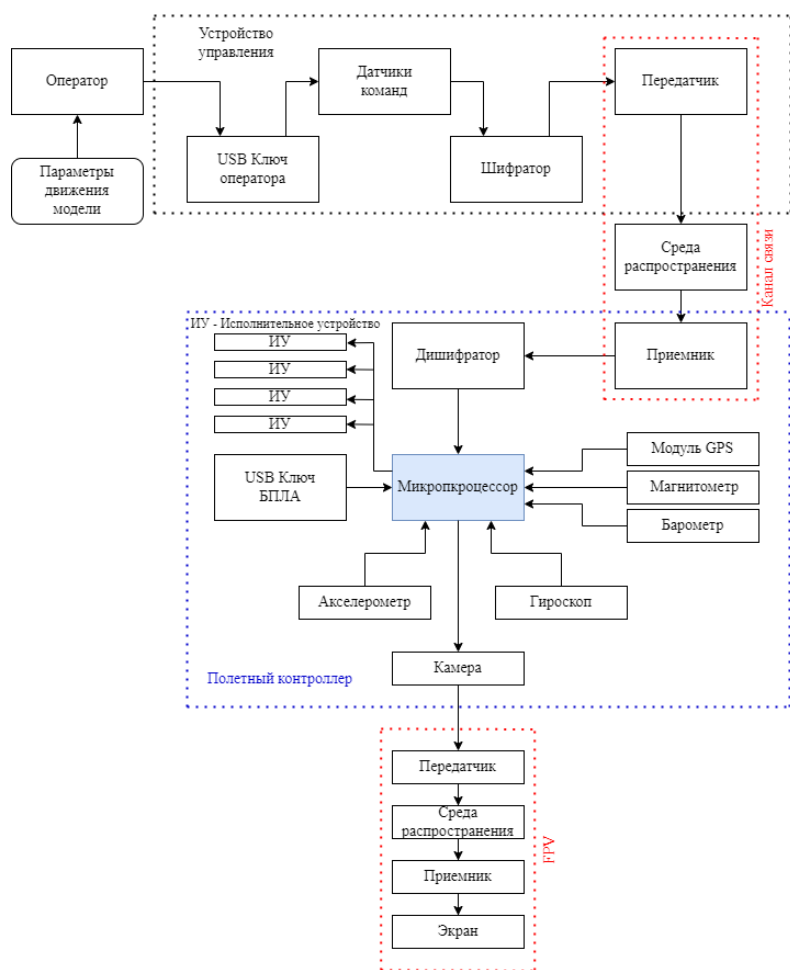 Устройство
управления
Оператор
Датчики
команд
Передатчик
USB Ключ
оператора
Шифратор
Параметры
движения
модели
Среда
распространения
Канал связи
ИУ - Исполнительное устройство
ИУ
ИУ
ИУ
ИУ
Дишифратор
Приемник
USB Ключ
БПЛА
Микропкроцессор
Модуль GPS
Магнитометр
Барометр
Акселерометр
Гироскоп
Камера
Полетный контроллер
Передатчик
Среда
распространения
Приемник
Экран
FPV